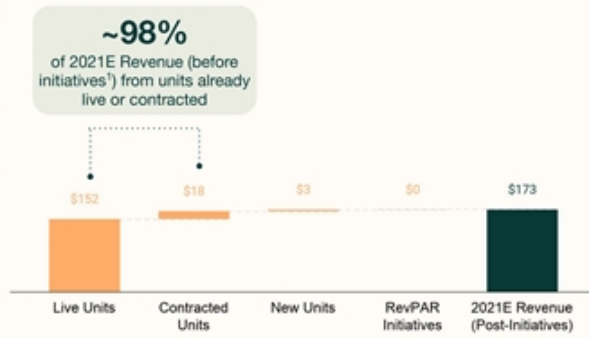 ~98%
of 2021E Revenue (before
initiatives¹) from units already
live or contracted
$152
$18
$3
$0
$173
Live Units
Contracted
Units
New Units
RevPAR
Initiatives
2021E Revenue
(Post-Initiatives)